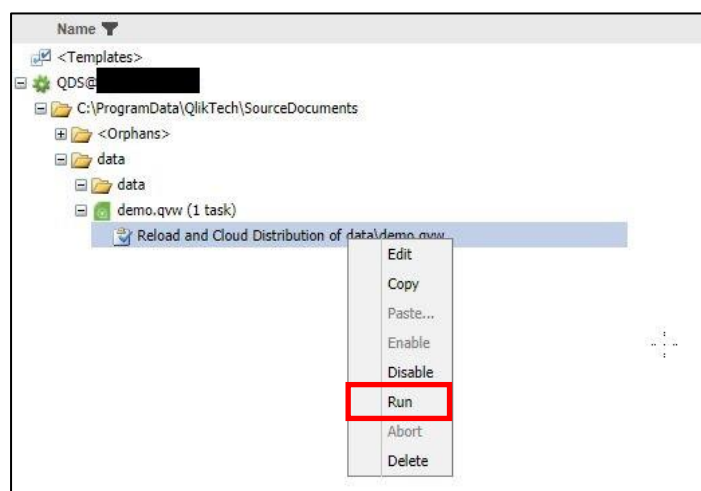 Name
<Templates>
QDS@
C:\ProgramData\QlikTech\SourceDocuments
<Orphans>
data
data
demo.qvw (1 task)
Reload and Cloud Distribution of data\demo.qvw
Edit
Copy
Paste...
Enable
Disable
Run
Abort
Delete